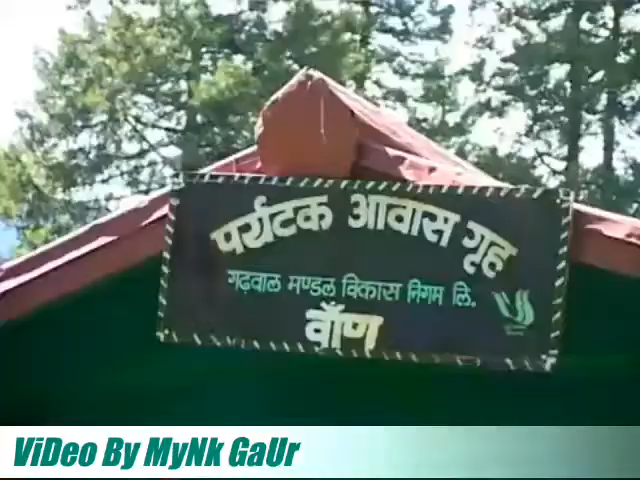 पर्यटक आवास गृह
गढ़वाल मण्डल विकास निगम लि.
वाँण
ViDeo By MyNk GaUr